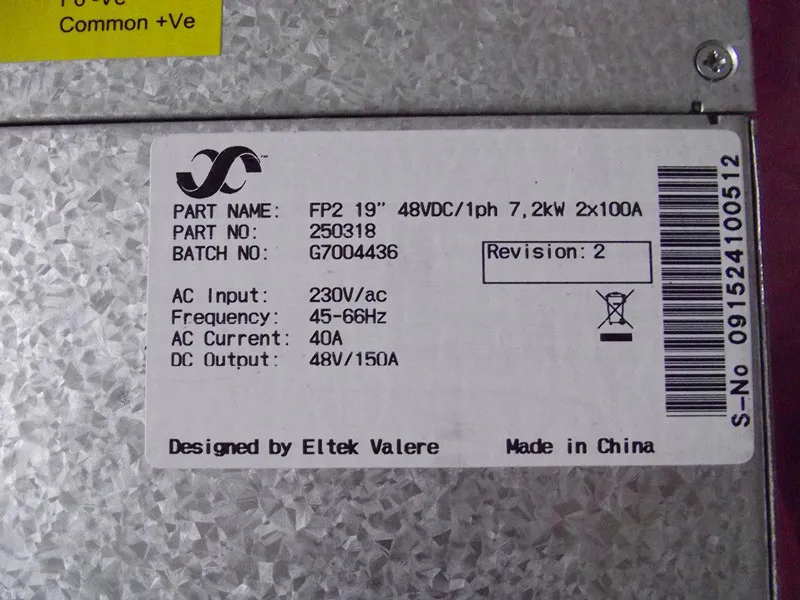 Common +Ve
PART NAME: FP2 19" 48VDC/1ph 7,2kW 2x100A
PART NO: 250318
BATCH NO: G7004436
Revision: 2
AC Input: 230V/ac
Frequency: 45-66Hz
AC Current: 40A
DC Output: 48V/150A
Designed by Eltek Valere
Made in China
S-No 091524100512